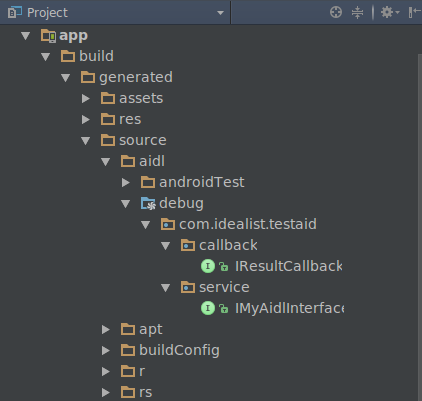 Project
app
build
generated
assets
res
source
aidl
androidTest
debug
com.idealist.testaid
callback
IResultCallback
service
IMyAidlInterface
apt
buildConfig
r
rs